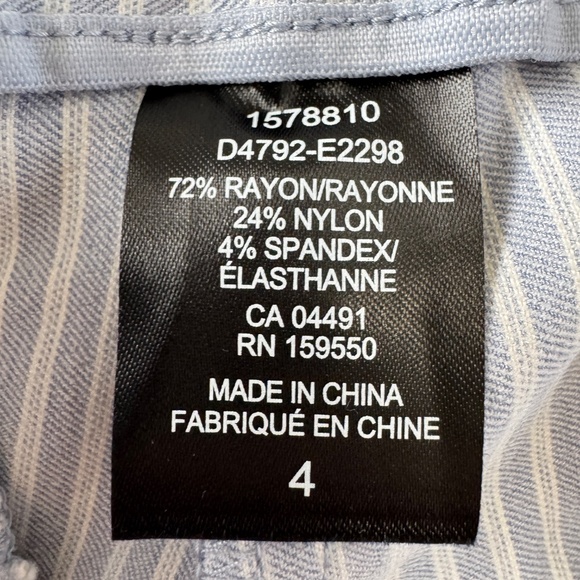 1578810
D4792-E2298
72% RAYON/RAYONNE
24% NYLON
4% SPANDEX/
ÉLASTHANNE
CA 04491
RN 159550
MADE IN CHINA
FABRIQUÉ EN CHINE
4